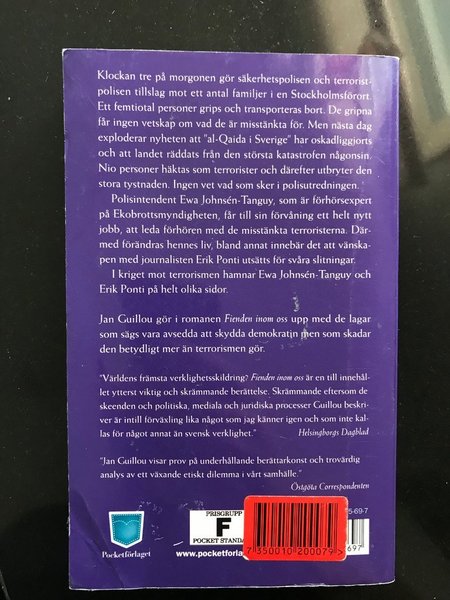 Klockan tre på morgonen gör säkerhetspolisen och terrorist-
polisen tillslag mot ett antal familjer i en Stockholmsförort.
Ett femtiotal personer grips och transporteras bort. De gripna
får ingen vetskap om vad de är misstänkta för. Men nästa dag
exploderar nyheten att "al-Qaida i Sverige" har oskadliggjorts
och att landet räddats från den största katastrofen någonsin.
Nio personer häktas som terrorister och därefter utbryter den
stora tystnaden. Ingen vet vad som sker i polisutredningen.
Polisintendent Ewa Johnsén-Tanguy, som är förhörsexpert
på Ekobrottsmyndigheten, får till sin förvåning ett helt nytt
jobb, att leda förhören med de misstänkta terroristerna. Där-
med förändras hennes liv, bland annat innebär det att vänska-
pen med journalisten Erik Ponti utsätts för svåra slitningar.
I kriget mot terrorismen hamnar Ewa Johnsén-Tanguy och
Erik Ponti på helt olika sidor.
Jan Guillou gör i romanen Fienden inom oss upp med de lagar
som sägs vara avsedda att skydda demokratin men som skadar
den betydligt mer än terrorismen gör.
"Världens främsta verklighetsskildring? Fienden inom oss är en till innehål-
let ytterst viktig och skrämmande berättelse. Skrämmande eftersom de
skeenden och politiska, mediala och juridiska processer Guillou beskri-
ver är intill förväxling lika något som jag känner igen och som inte kal-
las för något annat än svensk verklighet."
Helsingborgs Dagblad
"Jan Guillou visar prov på underhållande berättarkonst och trovärdig
analys av ett växande etiskt dilemma i vårt samhälle."
Östgöta Correspondenten
Pocketförlaget
PRISGRUPP
F
POCKET STANDA
www.pocketforlag
5-69-7
7 350010 200079
697